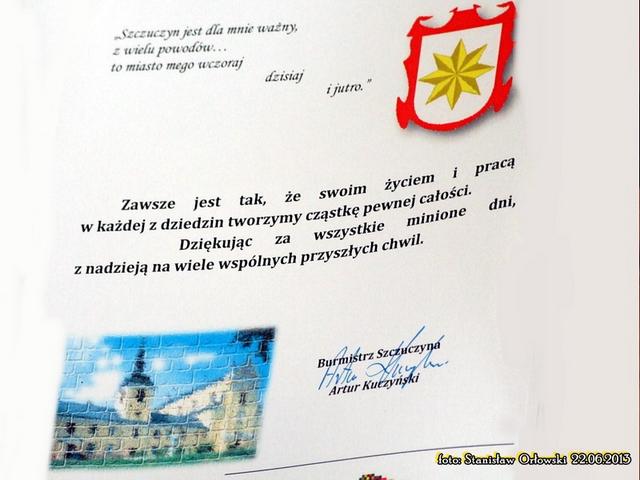 „Szczuczyn jest dla mnie ważny,
z wielu powodów…
to miasto mego wczoraj
dzisiaj
i jutro.”
Zawsze jest tak, że swoim życiem i pracą
w każdej z dziedzin tworzymy cząstkę pewnej całości.
Dziękując za wszystkie minione dni,
z nadzieją na wiele wspólnych przyszłych chwil.
Burmistrz Szczuczyna
Artur Kuczyński
foto: Stanisław Orłowski 22.06.2015